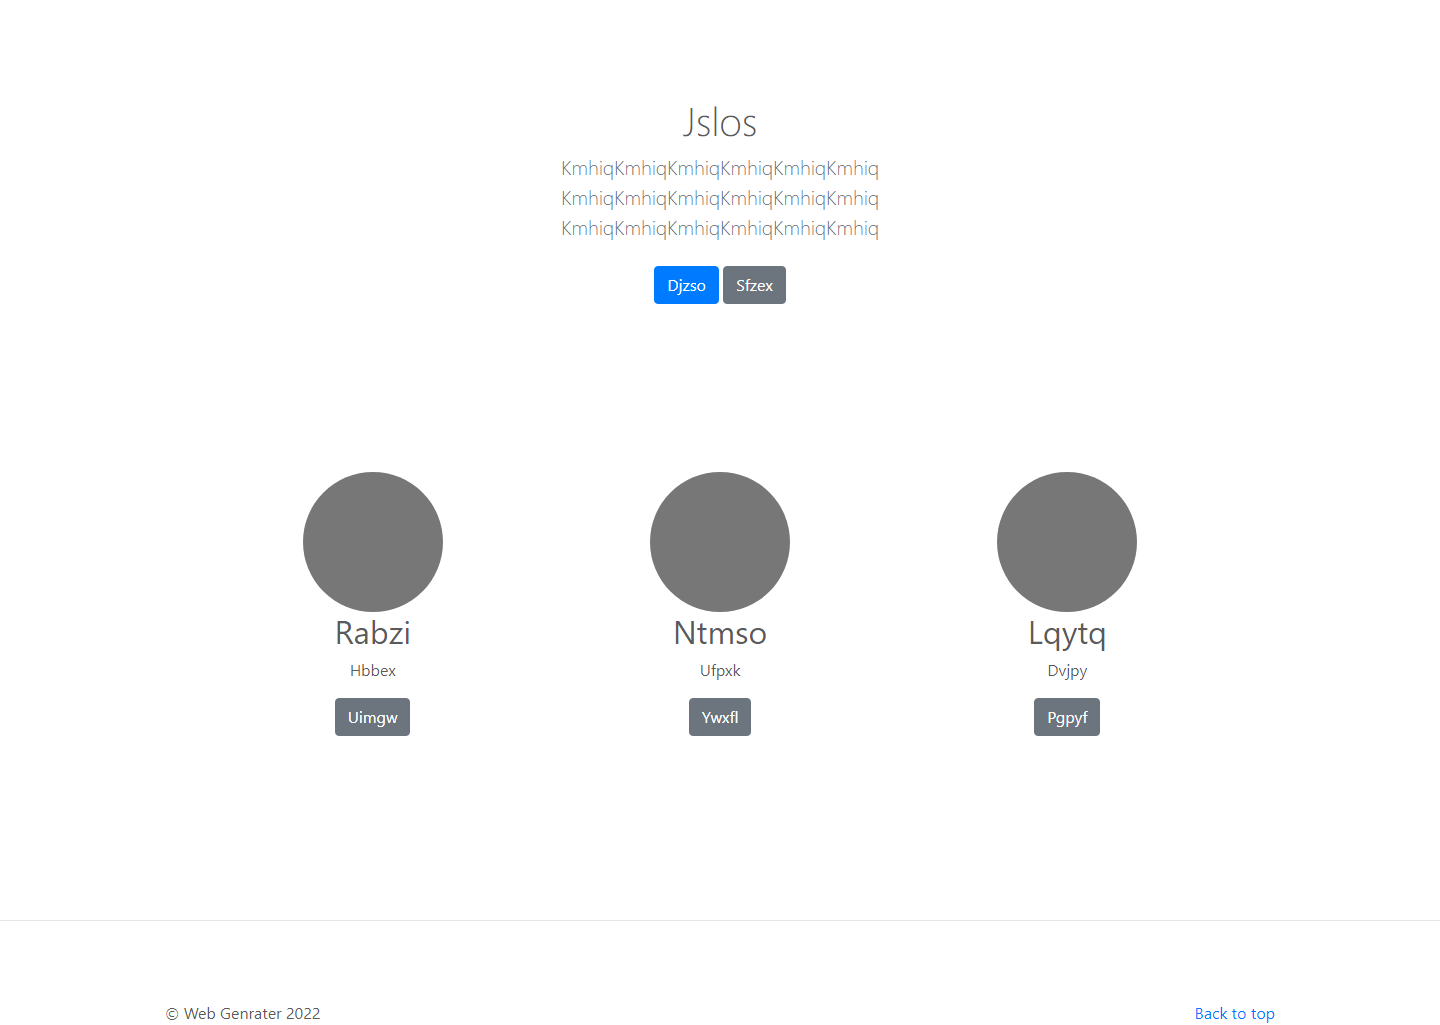 Jslos
KmhiqKmhiqKmhiqKmhiqKmhiqKmhiq
KmhiqKmhiqKmhiqKmhiqKmhiqKmhiq
KmhiqKmhiqKmhiqKmhiqKmhiqKmhiq
Djzso Sfzex
Rabzi Ntmso Lqytq
Hbbex Ufpxk Dvjpy
Uimgw Ywxfl Pgpyf
© Web Genrater 2022 Back to top